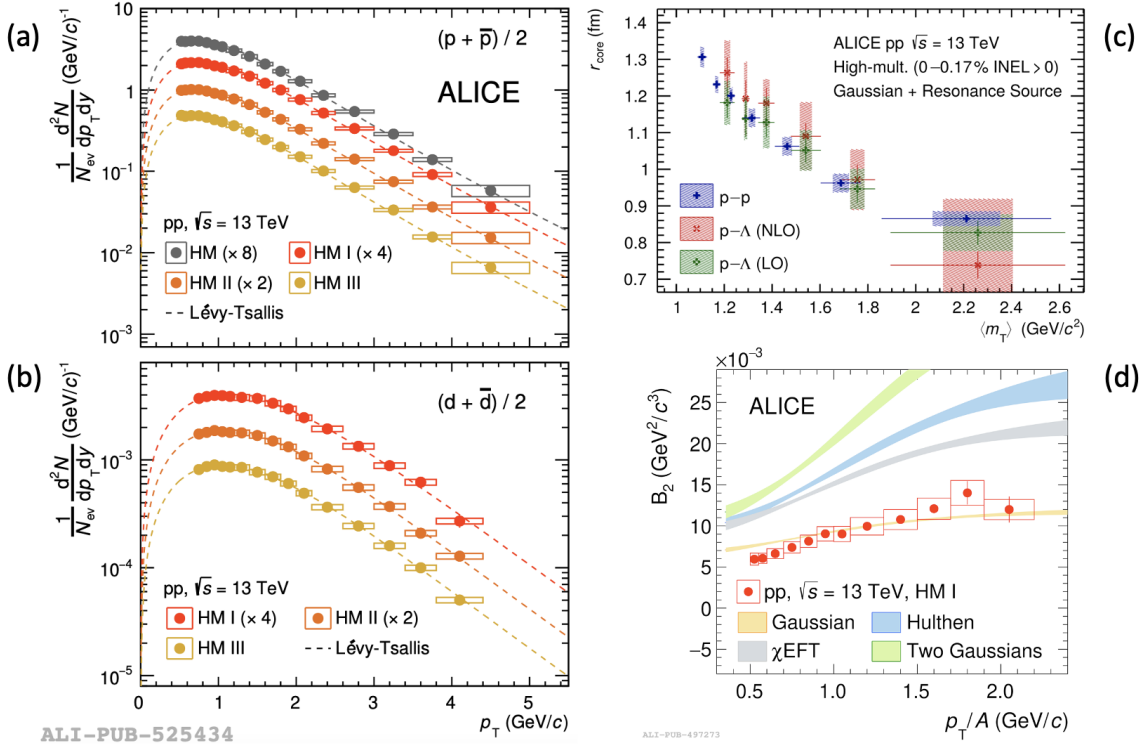 (a)
(p + p̅) / 2
ALICE
1/N_ev d²N/dp_T dy (GeV/c)⁻¹
10
1
10⁻¹
10⁻²
10⁻³
pp, √s = 13 TeV
HM (× 8) HM I (× 4)
HM II (× 2) HM III
Lévy-Tsallis
(b)
(d + d̅) / 2
1/N_ev d²N/dp_T dy (GeV/c)⁻¹
10⁻³
10⁻⁴
10⁻⁵
pp, √s = 13 TeV
HM I (× 4) HM II (× 2)
HM III Lévy-Tsallis
0 1 2 3 4 5
p_T (GeV/c)
ALI-PUB-525434
(c)
r_core (fm)
ALICE pp √s = 13 TeV
High-mult. (0−0.17% INEL > 0)
Gaussian + Resonance Source
1.4
1.3
1.2
1.1
1.0
0.9
0.8
0.7
p−p
p−Λ (NLO)
p−Λ (LO)
1 1.2 1.4 1.6 1.8 2 2.2 2.4 2.6
⟨m_T⟩ (GeV/c²)
(d)
×10⁻³
ALICE
B₂ (GeV²/c³)
25
20
15
10
5
0
−5
pp, √s = 13 TeV, HM I
Gaussian Hulthen
χEFT Two Gaussians
0.5 1.0 1.5 2.0
p_T/A (GeV/c)
ALI-PUB-497273